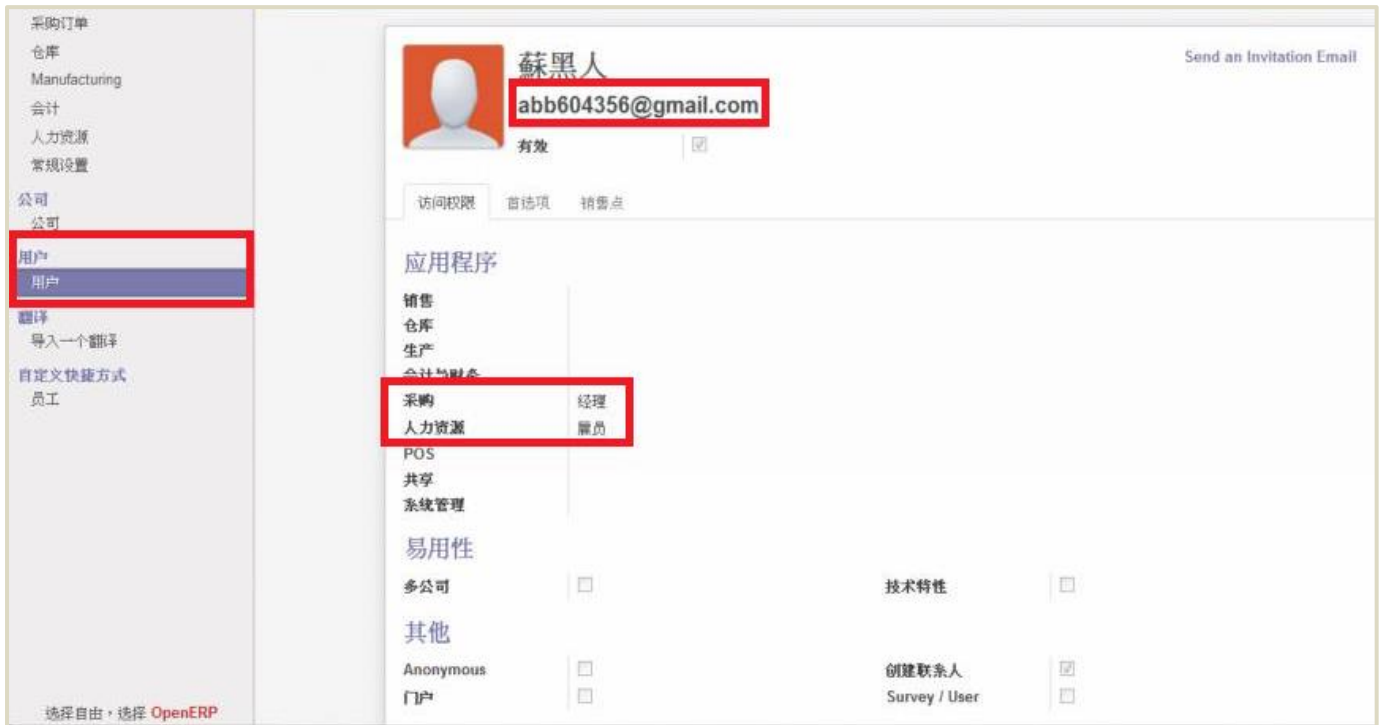 采购订单
仓库
Manufacturing
会计
人力资源
常规设置
公司
公司
用户
用户
翻译
导入一个翻译
自定义快捷方式
员工
选择自由，选择 OpenERP
蘇黑人
Send an Invitation Email
abb604356@gmail.com
有效
访问权限 首选项 销售点
应用程序
销售
仓库
生产
会计与财务
采购 经理
人力资源 雇员
POS
共享
系统管理
易用性
多公司 技术特性
其他
Anonymous 创建联系人
门户 Survey / User